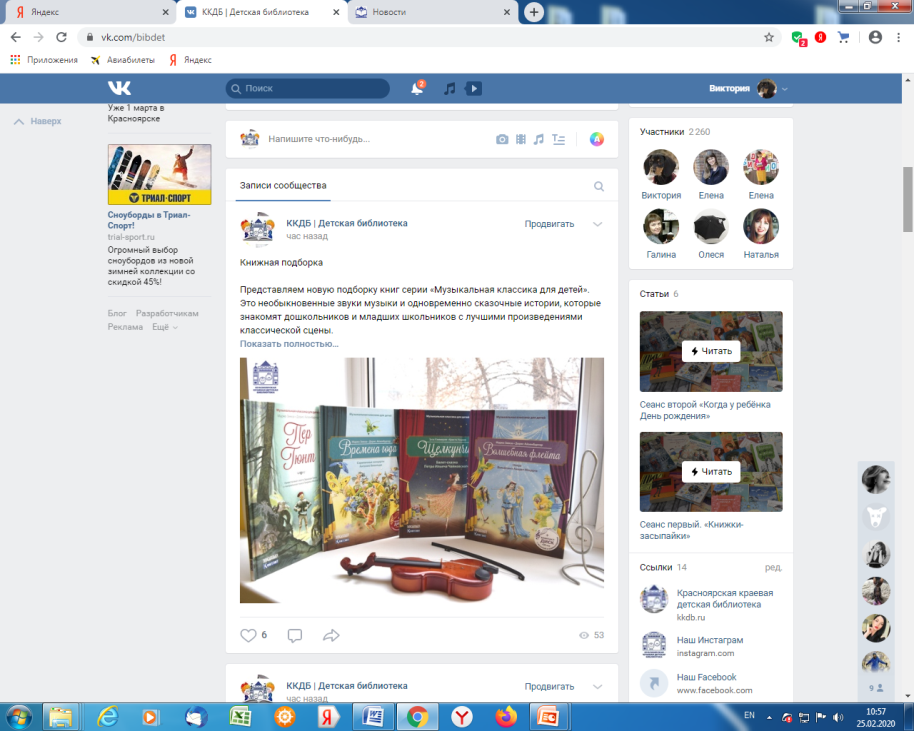 Яндекс
ККДБ | Детская библиотека
Новости
vk.com/bibdet
2
Приложения
Авиабилеты
Яндекс
Поиск
2
Виктория
Наверх
Уже 1 марта в
Красноярске
ТРИАЛ-СПОРТ
Сноуборды в Триал-
Спорт!
trial-sport.ru
Огромный выбор
сноубордов из новой
зимней коллекции со
скидкой 45%!
Блог Разработчикам
Реклама Ещё
Напишите что-нибудь...
Записи сообщества
ККДБ | Детская библиотека
час назад
Продвигать
Книжная подборка
Представляем новую подборку книг серии «Музыкальная классика для детей».
Это необыкновенные звуки музыки и одновременно сказочные истории, которые
знакомят дошкольников и младших школьников с лучшими произведениями
классической сцены.
Показать полностью…
Пер
Гюнт
Времена года
Щелкунчик
Волшебная флейта
6
53
ККДБ | Детская библиотека
час назад
Продвигать
Участники 2 260
Виктория Елена Елена
Галина Олеся Наталья
Статьи 6
Читать
Сеанс второй «Когда у ребёнка
День рождения»
Читать
Сеанс первый. «Книжки-
засыпайки»
Ссылки 14
ред.
Красноярская краевая
детская библиотека
kkdb.ru
Наш Инстаграм
instagram.com
Наш Facebook
www.facebook.com
9
EN
10:57
25.02.2020